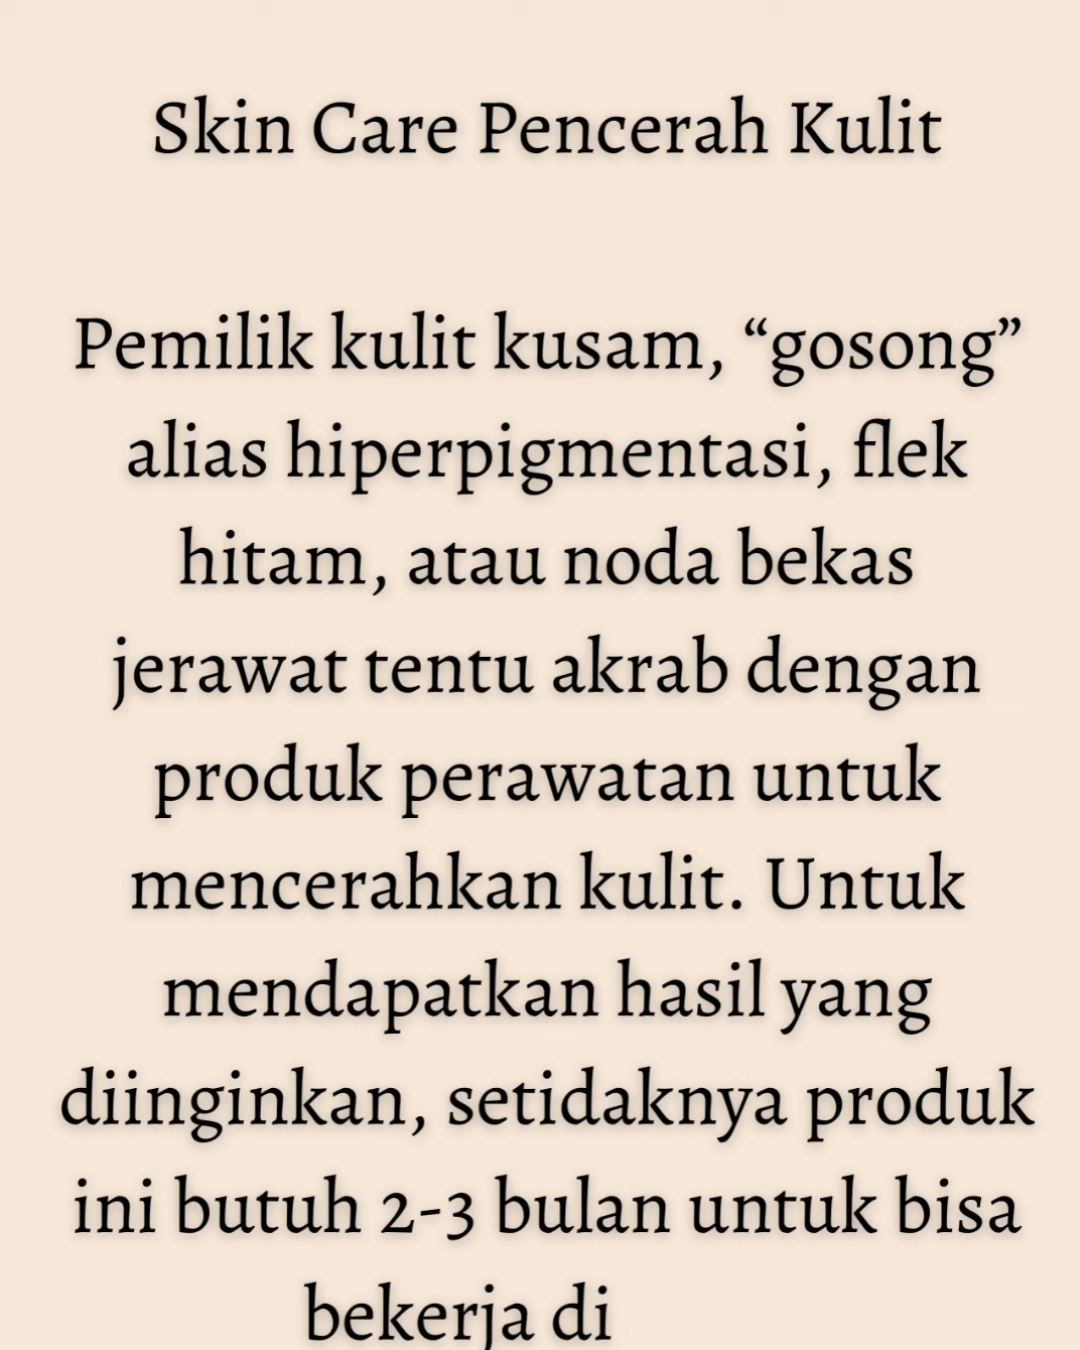 Skin Care Pencerah Kulit
Pemilik kulit kusam, “gosong”
alias hiperpigmentasi, flek
hitam, atau noda bekas
jerawat tentu akrab dengan
produk perawatan untuk
mencerahkan kulit. Untuk
mendapatkan hasil yang
diinginkan, setidaknya produk
ini butuh 2-3 bulan untuk bisa
bekerja di